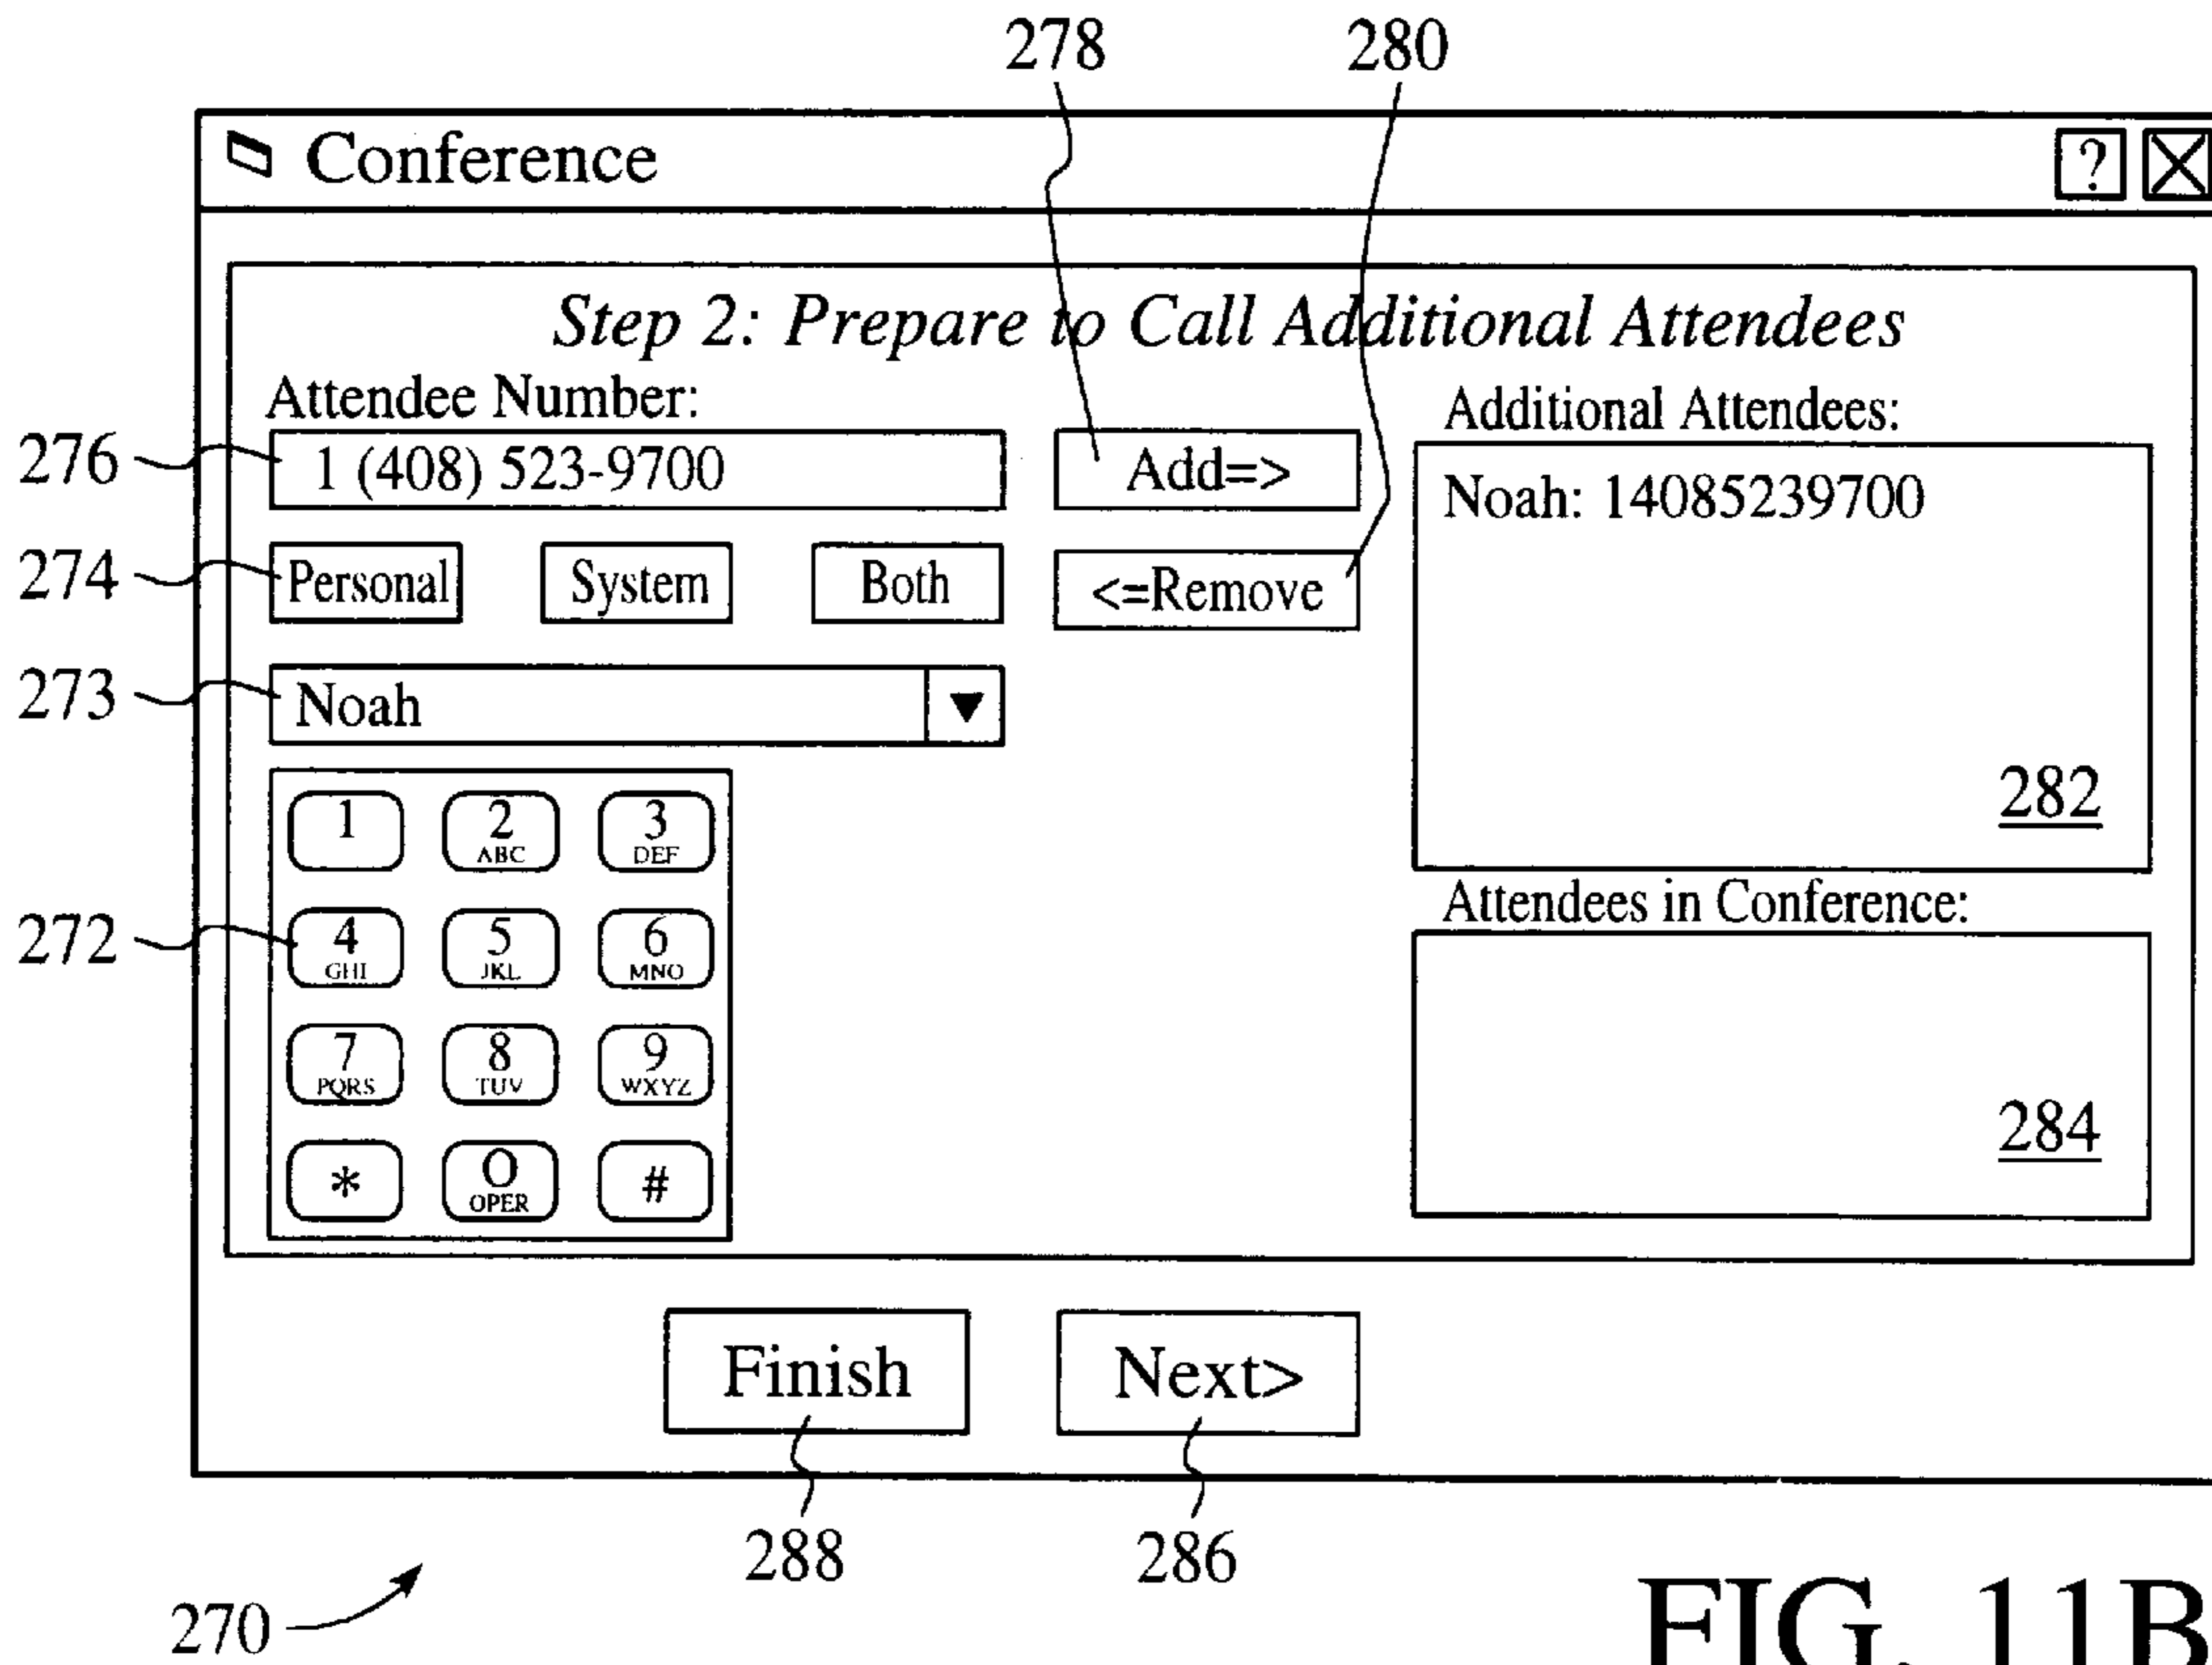 278 280
Conference ?
Step 2: Prepare to Call Additional Attendees
Attendee Number:
Additional Attendees:
276 1 (408) 523-9700 Add=>
Noah: 14085239700
274 Personal System Both <=Remove
273 Noah
282
1 2 ABC 3 DEF
Attendees in Conference:
272 4 GHI 5 JKL 6 MNO
7 PQRS 8 TUV 9 WXYZ
284
* 0 OPER #
Finish Next>
288 286
270
FIG. 11B